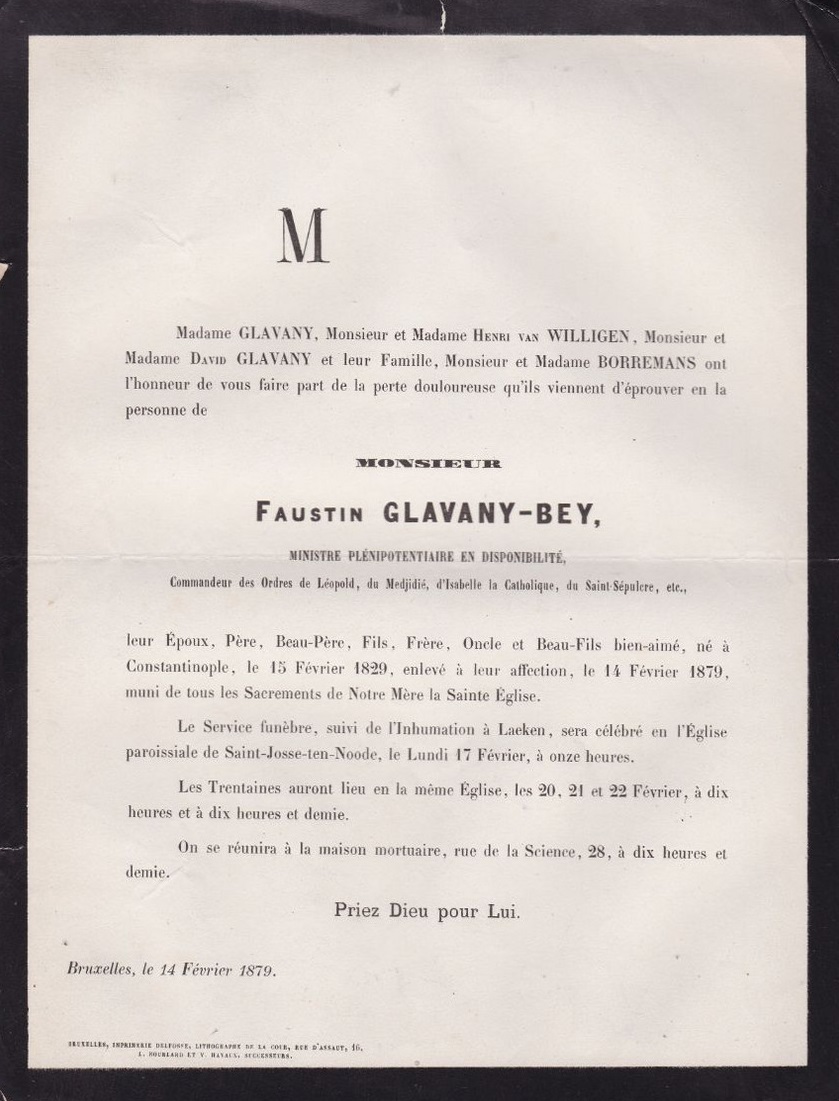 M
Madame GLAVANY, Monsieur et Madame HENRI VAN WILLIGEN, Monsieur et
Madame DAVID GLAVANY et leur Famille, Monsieur et Madame BORREMANS ont
l'honneur de vous faire part de la perte douloureuse qu'ils viennent d'éprouver en la
personne de
MONSIEUR
FAUSTIN GLAVANY-BEY,
MINISTRE PLÉNIPOTENTIAIRE EN DISPONIBILITÉ,
Commandeur des Ordres de Léopold, du Medjidié, d'Isabelle la Catholique, du Saint-Sépulcre, etc.,
leur Époux, Père, Beau-Père, Fils, Frère, Oncle et Beau-Fils bien-aimé, né à
Constantinople, le 15 Février 1829, enlevé à leur affection, le 14 Février 1879,
muni de tous les Sacrements de Notre Mère la Sainte Église.
Le Service funèbre, suivi de l'Inhumation à Laeken, sera célébré en l'Église
paroissiale de Saint-Josse-ten-Noode, le Lundi 17 Février, à onze heures.
Les Trentaines auront lieu en la même Église, les 20, 21 et 22 Février, à dix
heures et à dix heures et demie.
On se réunira à la maison mortuaire, rue de la Science, 28, à dix heures et
demie.
Priez Dieu pour Lui.
Bruxelles, le 14 Février 1879.
BRUXELLES, IMPRIMERIE DELFOSSE, LITHOGRAPHE DE LA COUR, RUE D'ASSAUT, 16,
L. BOURLARD ET V. HAVAUX, SUCCESSEURS.